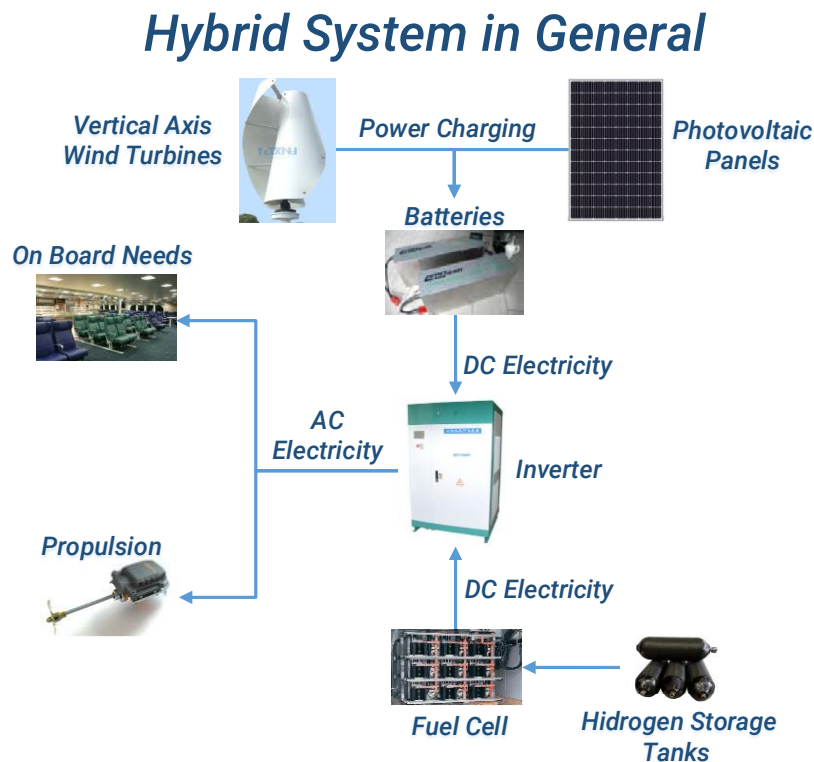 Hybrid System in General
Vertical Axis
Wind Turbines
Power Charging
Photovoltaic
Panels
Batteries
On Board Needs
DC Electricity
AC
Electricity
Inverter
Propulsion
DC Electricity
Fuel Cell
Hidrogen Storage
Tanks